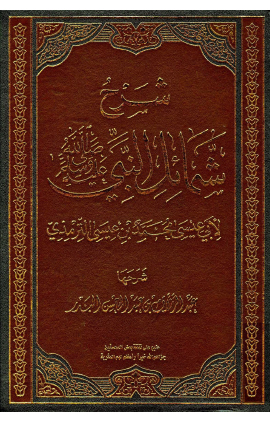 شرح
شمائل النبي ﷺ
لأبي عيسى محمد بن عيسى الترمذي
شرحها
عبد الرزاق بن عبد المحسن البدر